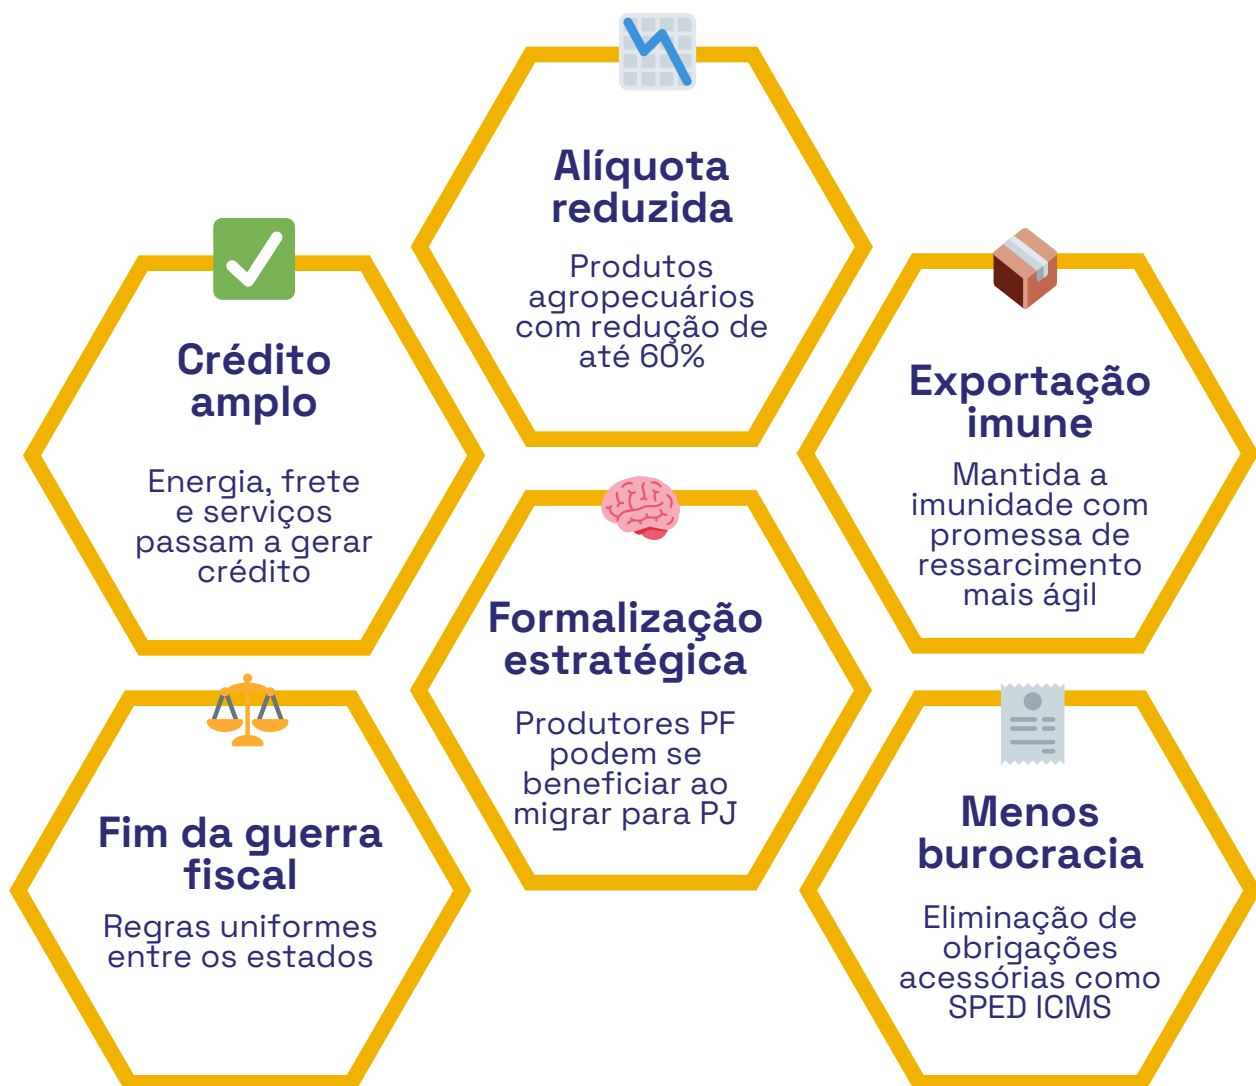 Alíquota
reduzida
Produtos
agropecuários
com redução de
até 60%
Crédito
amplo
Energia, frete
e serviços
passam a gerar
crédito
Exportação
imune
Mantida a
imunidade com
promessa de
ressarcimento
mais ágil
Formalização
estratégica
Produtores PF
podem se
beneficiar ao
migrar para PJ
Fim da guerra
fiscal
Regras uniformes
entre os estados
Menos
burocracia
Eliminação de
obrigações
acessórias como
SPED ICMS